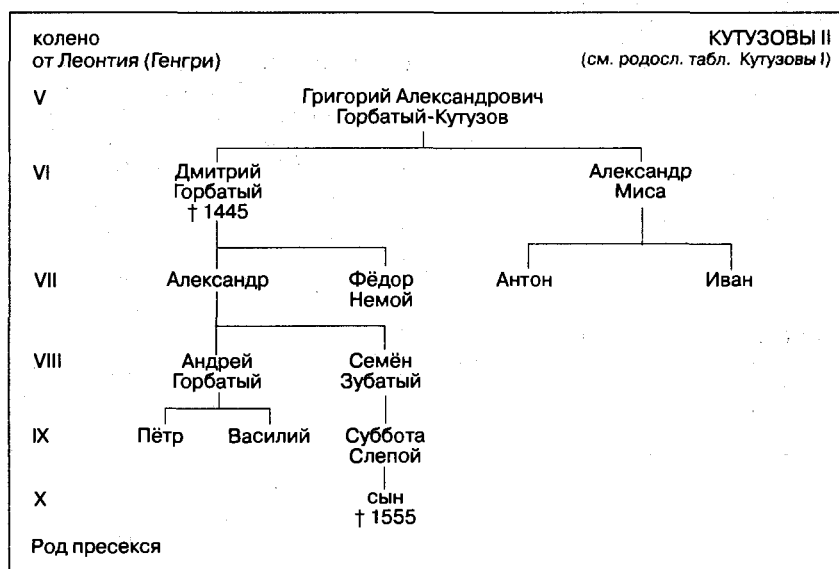 колено
от Леонтия (Генгри)
КУТУЗОВЫ II
(см. родосл. табл. Кутузовы I)
V
Григорий Александрович
Горбатый-Кутузов
VI
Дмитрий
Горбатый
† 1445
Александр
Миса
VII
Александр
Фёдор
Немой
Антон
Иван
VIII
Андрей
Горбатый
Семён
Зубатый
IX
Пётр
Василий
Суббота
Слепой
X
сын
† 1555
Род пресекся